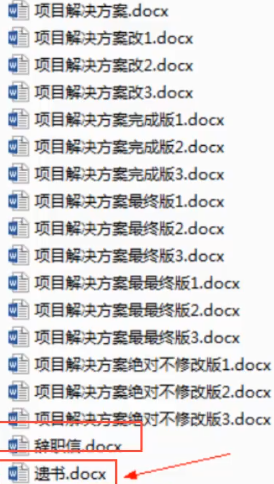 项目解决方案.docx
项目解决方案改1.docx
项目解决方案改2.docx
项目解决方案改3.docx
项目解决方案完成版1.docx
项目解决方案完成版2.docx
项目解决方案完成版3.docx
项目解决方案最终版1.docx
项目解决方案最终版2.docx
项目解决方案最终版3.docx
项目解决方案最最终版1.docx
项目解决方案最最终版2.docx
项目解决方案最最终版3.docx
项目解决方案绝对不修改版1.docx
项目解决方案绝对不修改版2.docx
项目解决方案绝对不修改版3.docx
辞职信.docx
遗书.docx